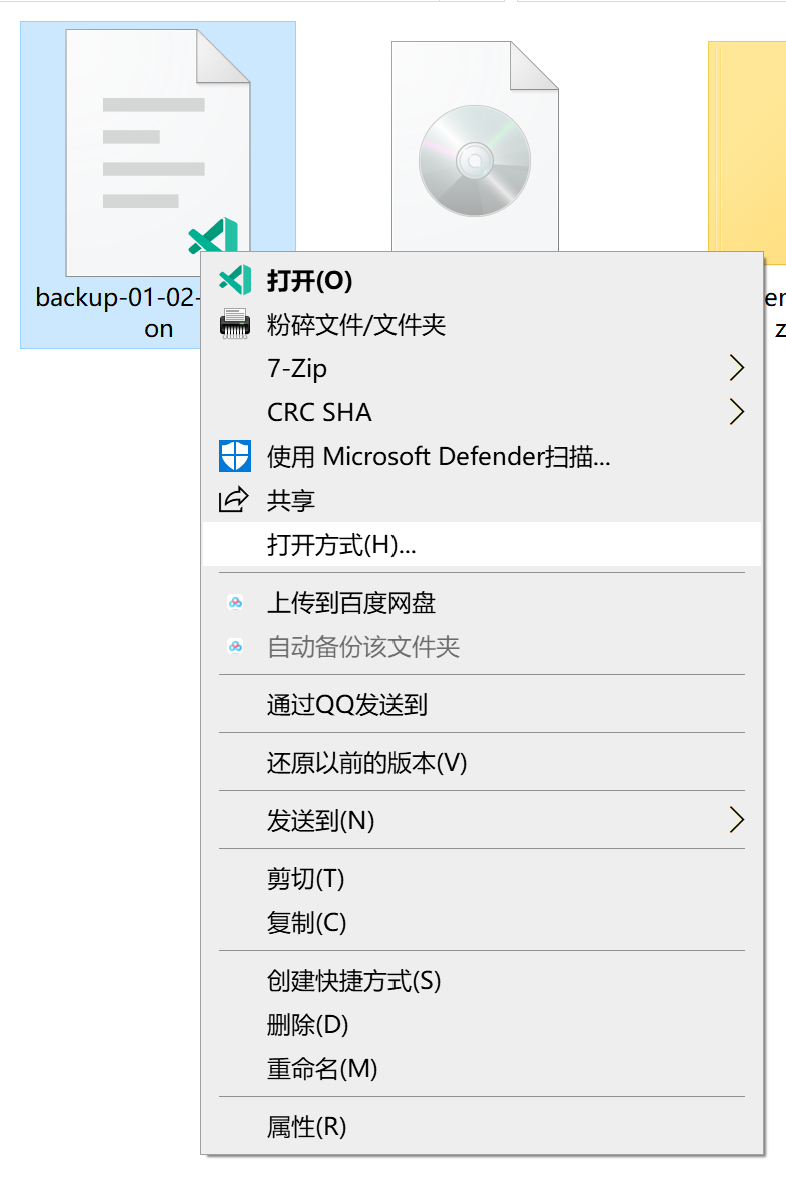 backup-01-02-
on
打开(O)
粉碎文件/文件夹
7-Zip
CRC SHA
使用 Microsoft Defender扫描...
共享
打开方式(H)...
上传到百度网盘
自动备份该文件夹
通过QQ发送到
还原以前的版本(V)
发送到(N)
剪切(T)
复制(C)
创建快捷方式(S)
删除(D)
重命名(M)
属性(R)